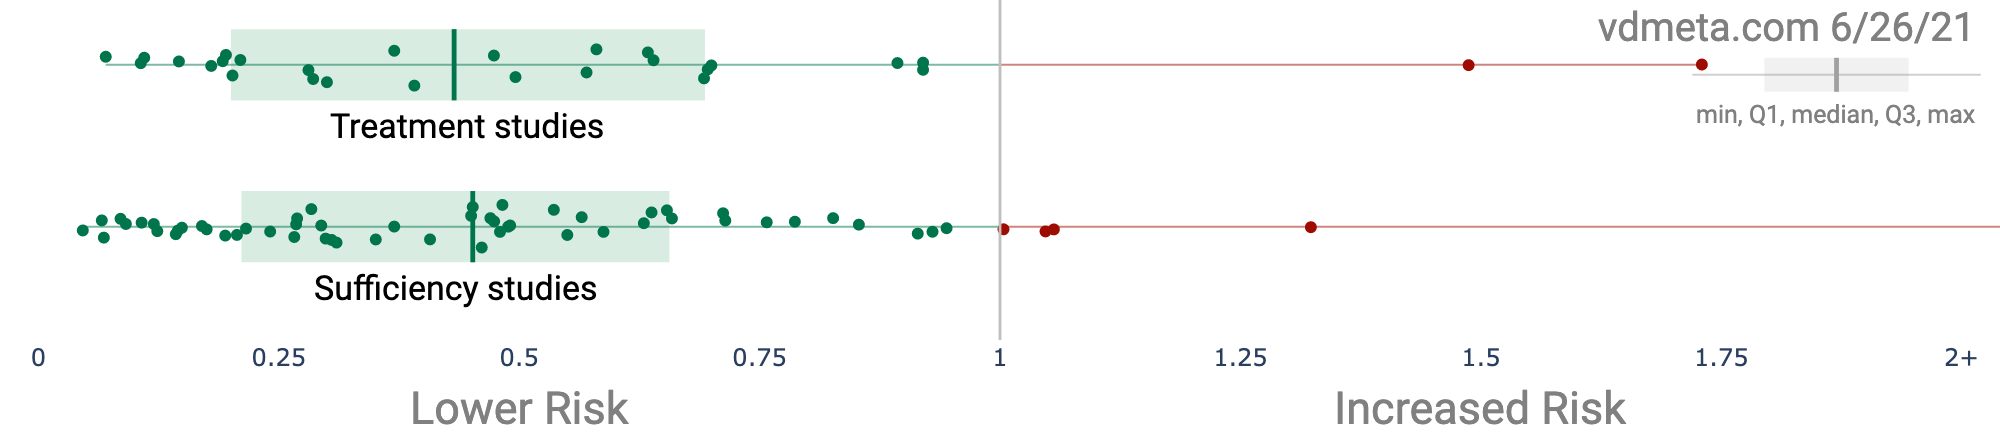 vdmeta.com 6/26/21
min, Q1, median, Q3, max
Treatment studies
Sufficiency studies
0 0.25 0.5 0.75 1 1.25 1.5 1.75 2+
Lower Risk Increased Risk